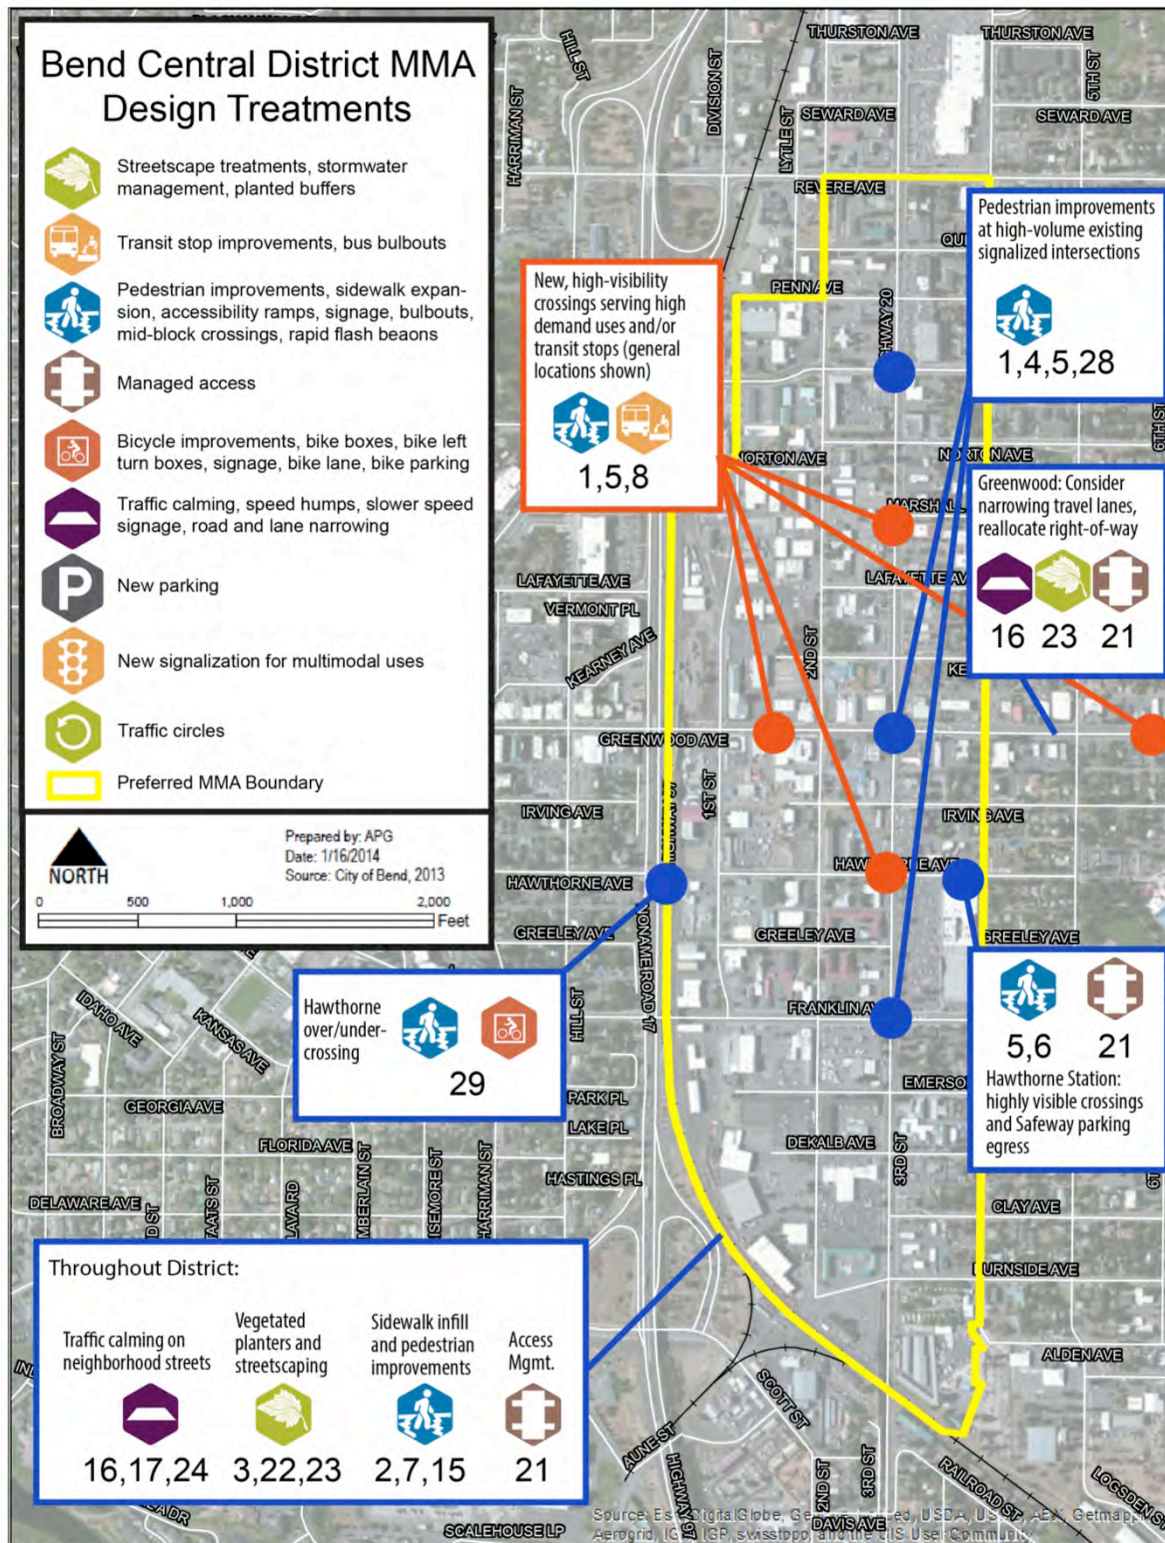 Bend Central District MMA
Design Treatments
Streetscape treatments, stormwater
management, planted buffers
Transit stop improvements, bus bulbouts
Pedestrian improvements, sidewalk expan-
sion, accessibility ramps, signage, bulbouts,
mid-block crossings, rapid flash beaons
Managed access
Bicycle improvements, bike boxes, bike left
turn boxes, signage, bike lane, bike parking
Traffic calming, speed humps, slower speed
signage, road and lane narrowing
P
New parking
New signalization for multimodal uses
Traffic circles
Preferred MMA Boundary
NORTH
Prepared by: APG
Date: 1/16/2014
Source: City of Bend, 2013
0 500 1,000 2,000
Feet
THURSTON AVE
THURSTON AVE
HILL ST
HARRIMAN ST
DIVISION ST
LYTLE ST
5TH ST
SEWARD AVE
SEWARD AVE
REVERE AVE
PENN AVE
Pedestrian improvements
at high-volume existing
signalized intersections
1,4,5,28
New, high-visibility
crossings serving high
demand uses and/or
transit stops (general
locations shown)
1,5,8
6TH ST
NORTON AVE
NORTON AVE
Greenwood: Consider
narrowing travel lanes,
reallocate right-of-way
16 23 21
LAFAYETTE AVE
VERMONT PL
KEARNEY AVE
2ND ST
GREENWOOD AVE
1ST ST
IRVING AVE
IRVING AVE
HAWTHORNE AVE
GREELEY AVE
GREELEY AVE
GREELEY AVE
NONAME ROAD 17
Hawthorne
over/under-
crossing
29
HILL ST
5,6 21
Hawthorne Station:
highly visible crossings
and Safeway parking
egress
IDAHO AVE
KANSAS AVE
BROADWAY ST
GEORGIA AVE
FLORIDA AVE
PARK PL
LAKE PL
HASTINGS PL
DEKALB AVE
3RD ST
DELAWARE AVE
HARRIMAN ST
CLAY AVE
ALDEN AVE
Throughout District:
Traffic calming on
neighborhood streets
16,17,24
Vegetated
planters and
streetscaping
3,22,23
Sidewalk infill
and pedestrian
improvements
2,7,15
Access
Mgmt.
21
SCOTT ST
AUNE ST
HIGHWAY 97
2ND ST
3RD ST
RAILROAD ST
LOGSDEN ST
DAVIS AVE
SCALEHOUSE LP